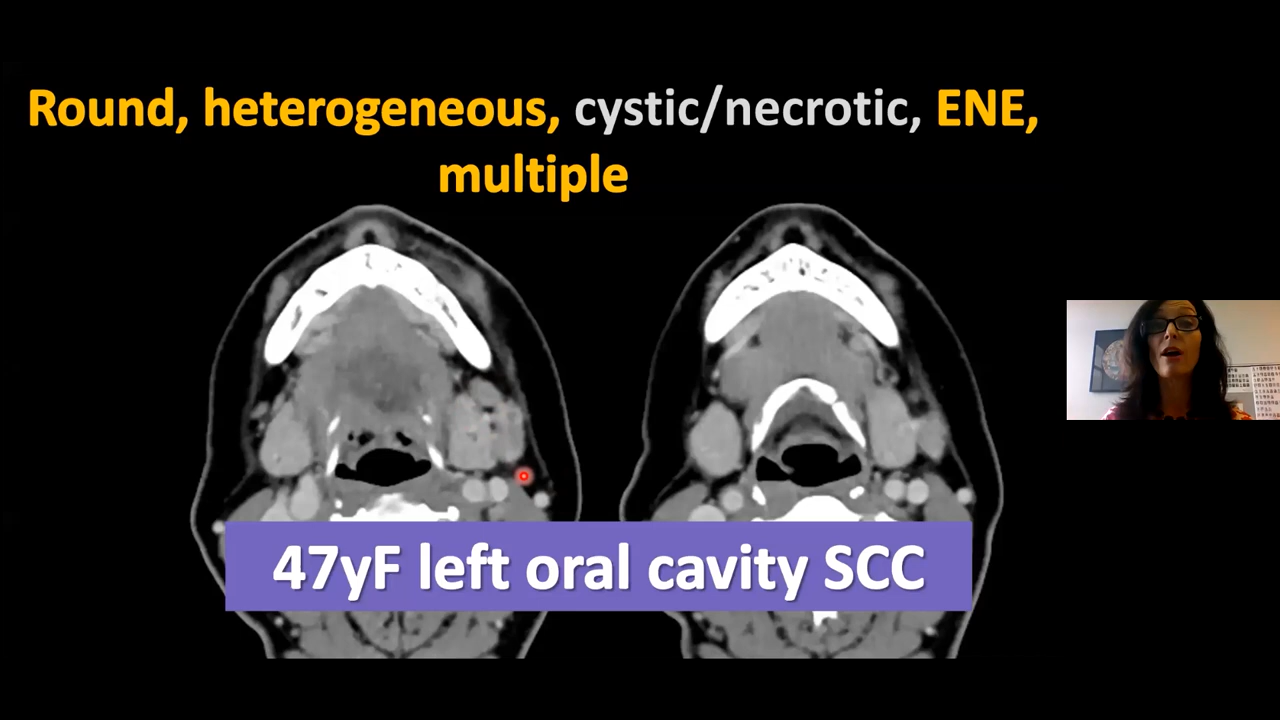 Round, heterogeneous, cystic/necrotic, ENE,
multiple
47yF left oral cavity SCC